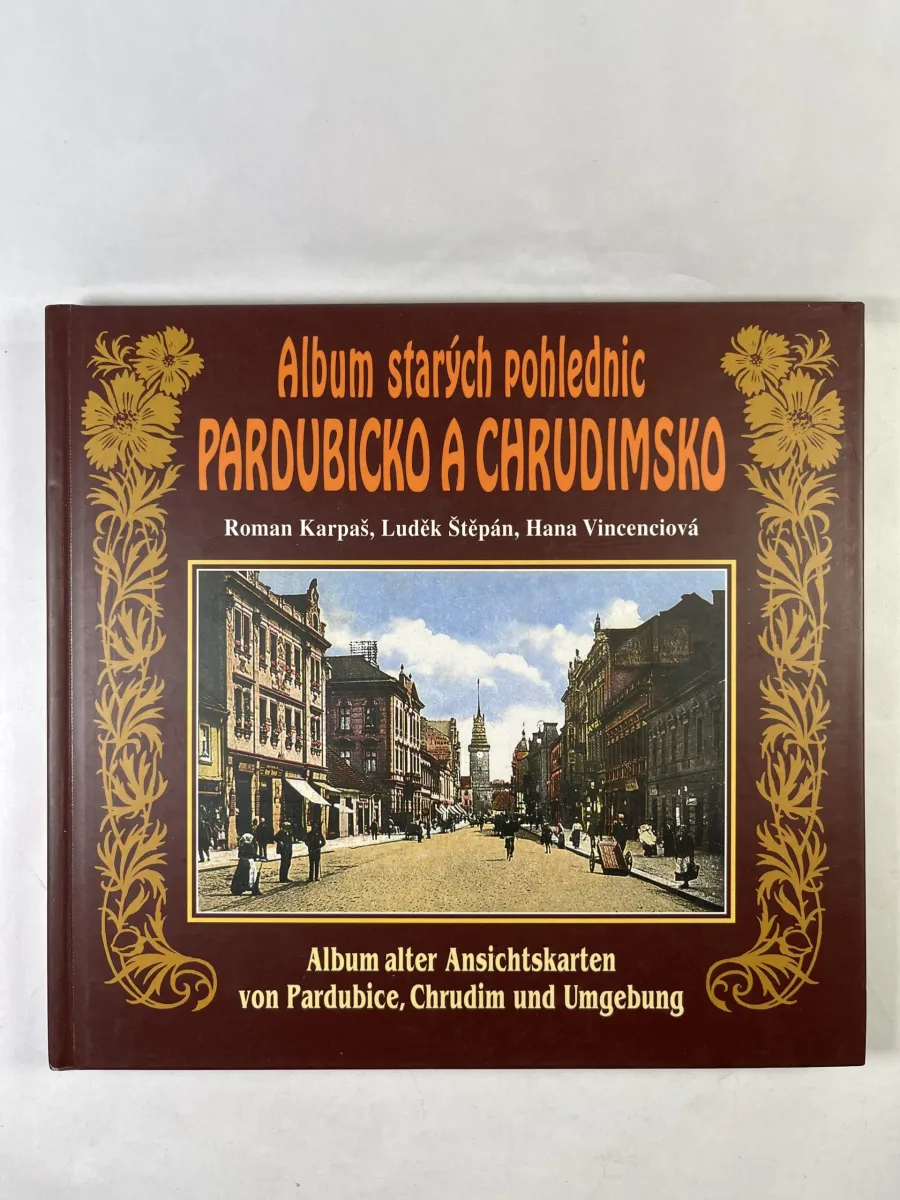 Album starých pohlednic
PARDUBICKO A CHRUDIMSKO
Roman Karpaš, Luděk Štěpán, Hana Vincenciová
Album alter Ansichtskarten
von Pardubice, Chrudim und Umgebung